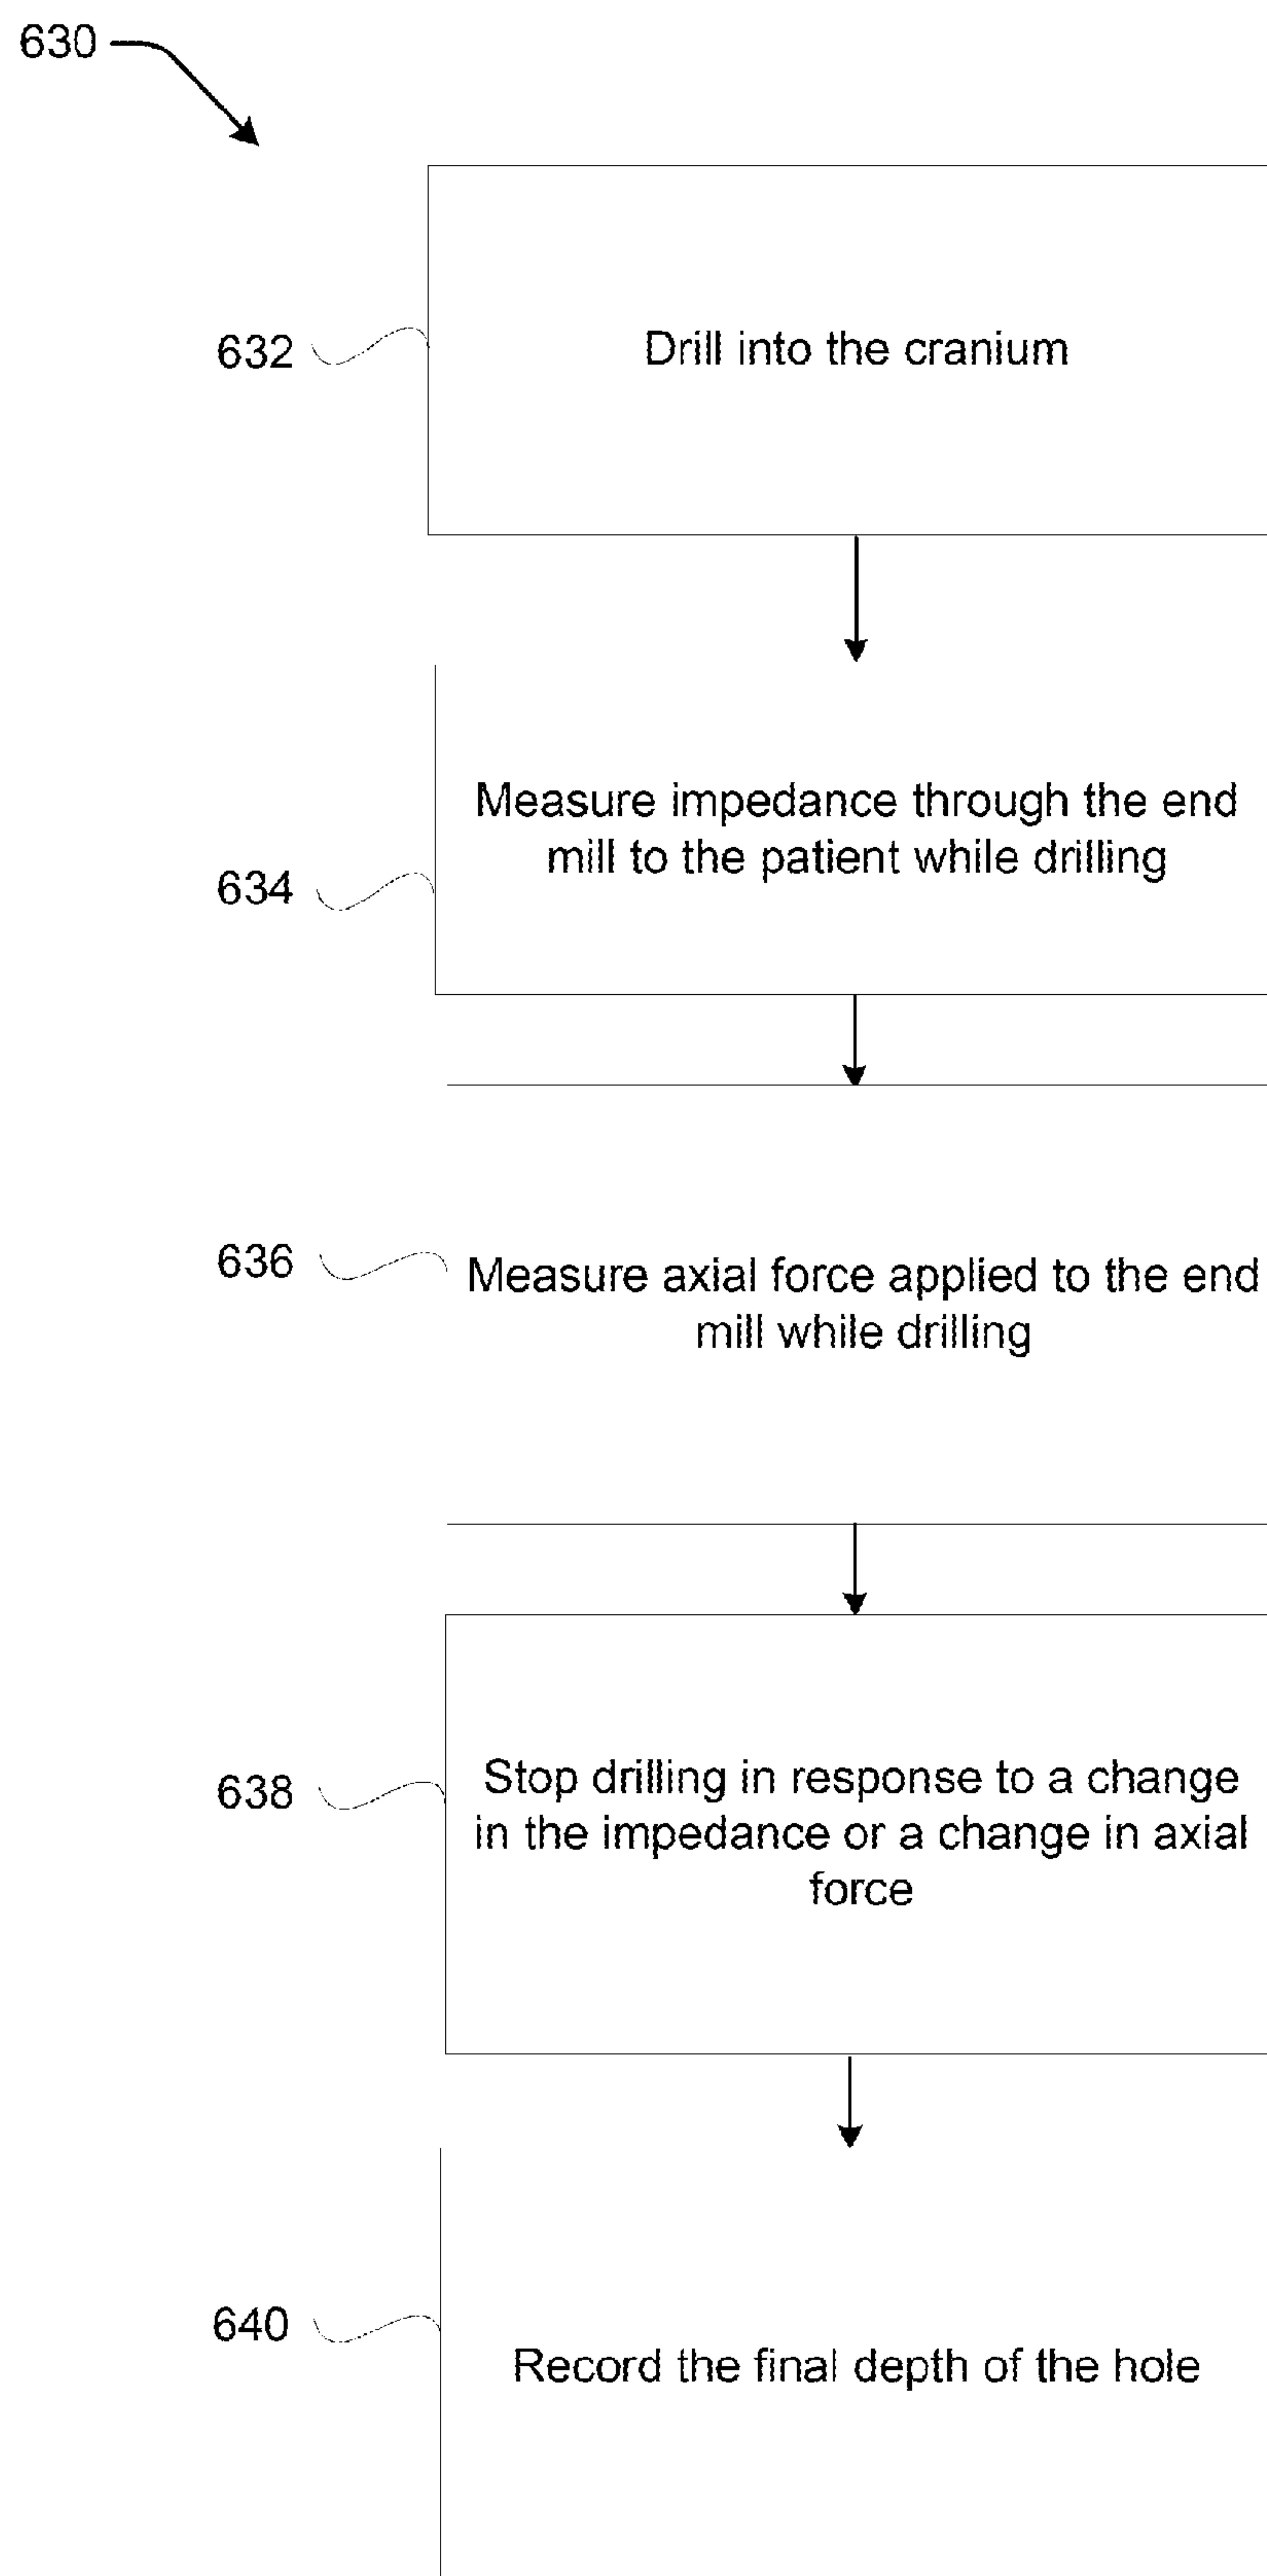 630
632
Drill into the cranium
634
Measure impedance through the end
mill to the patient while drilling
636
Measure axial force applied to the end
mill while drilling
638
Stop drilling in response to a change
in the impedance or a change in axial
force
640
Record the final depth of the hole